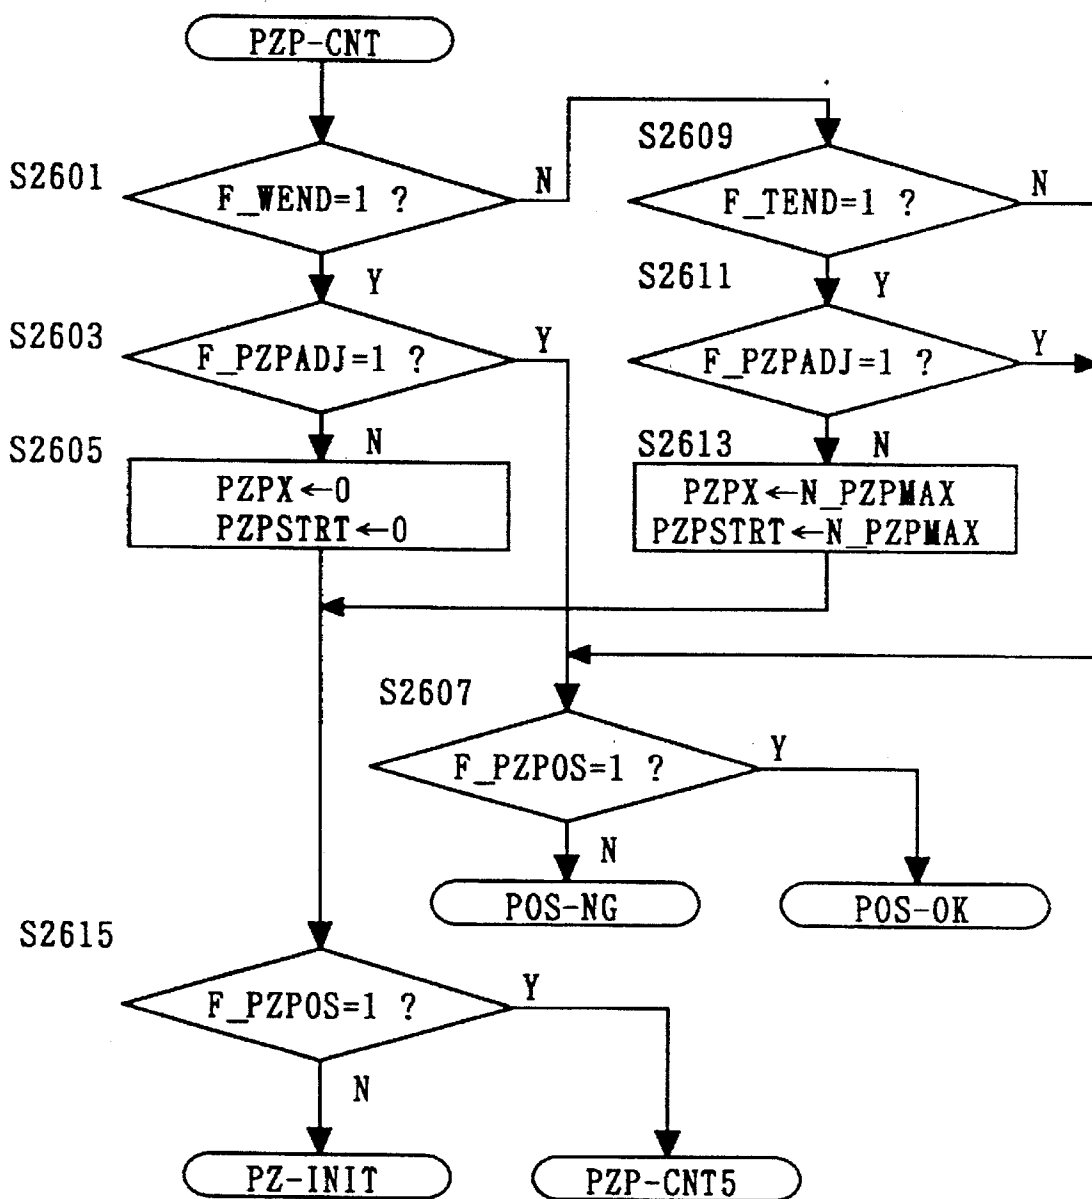 PZP-CNT
S2601
F_WEND=1 ?
N
Y
S2609
F_TEND=1 ?
N
Y
S2603
F_PZPADJ=1 ?
Y
N
S2611
F_PZPADJ=1 ?
Y
N
S2605
PZPX←0
PZPSTRT←0
S2613
PZPX←N_PZPMAX
PZPSTRT←N_PZPMAX
S2607
F_PZPOS=1 ?
Y
N
POS-NG
POS-OK
S2615
F_PZPOS=1 ?
Y
N
PZ-INIT
PZP-CNT5